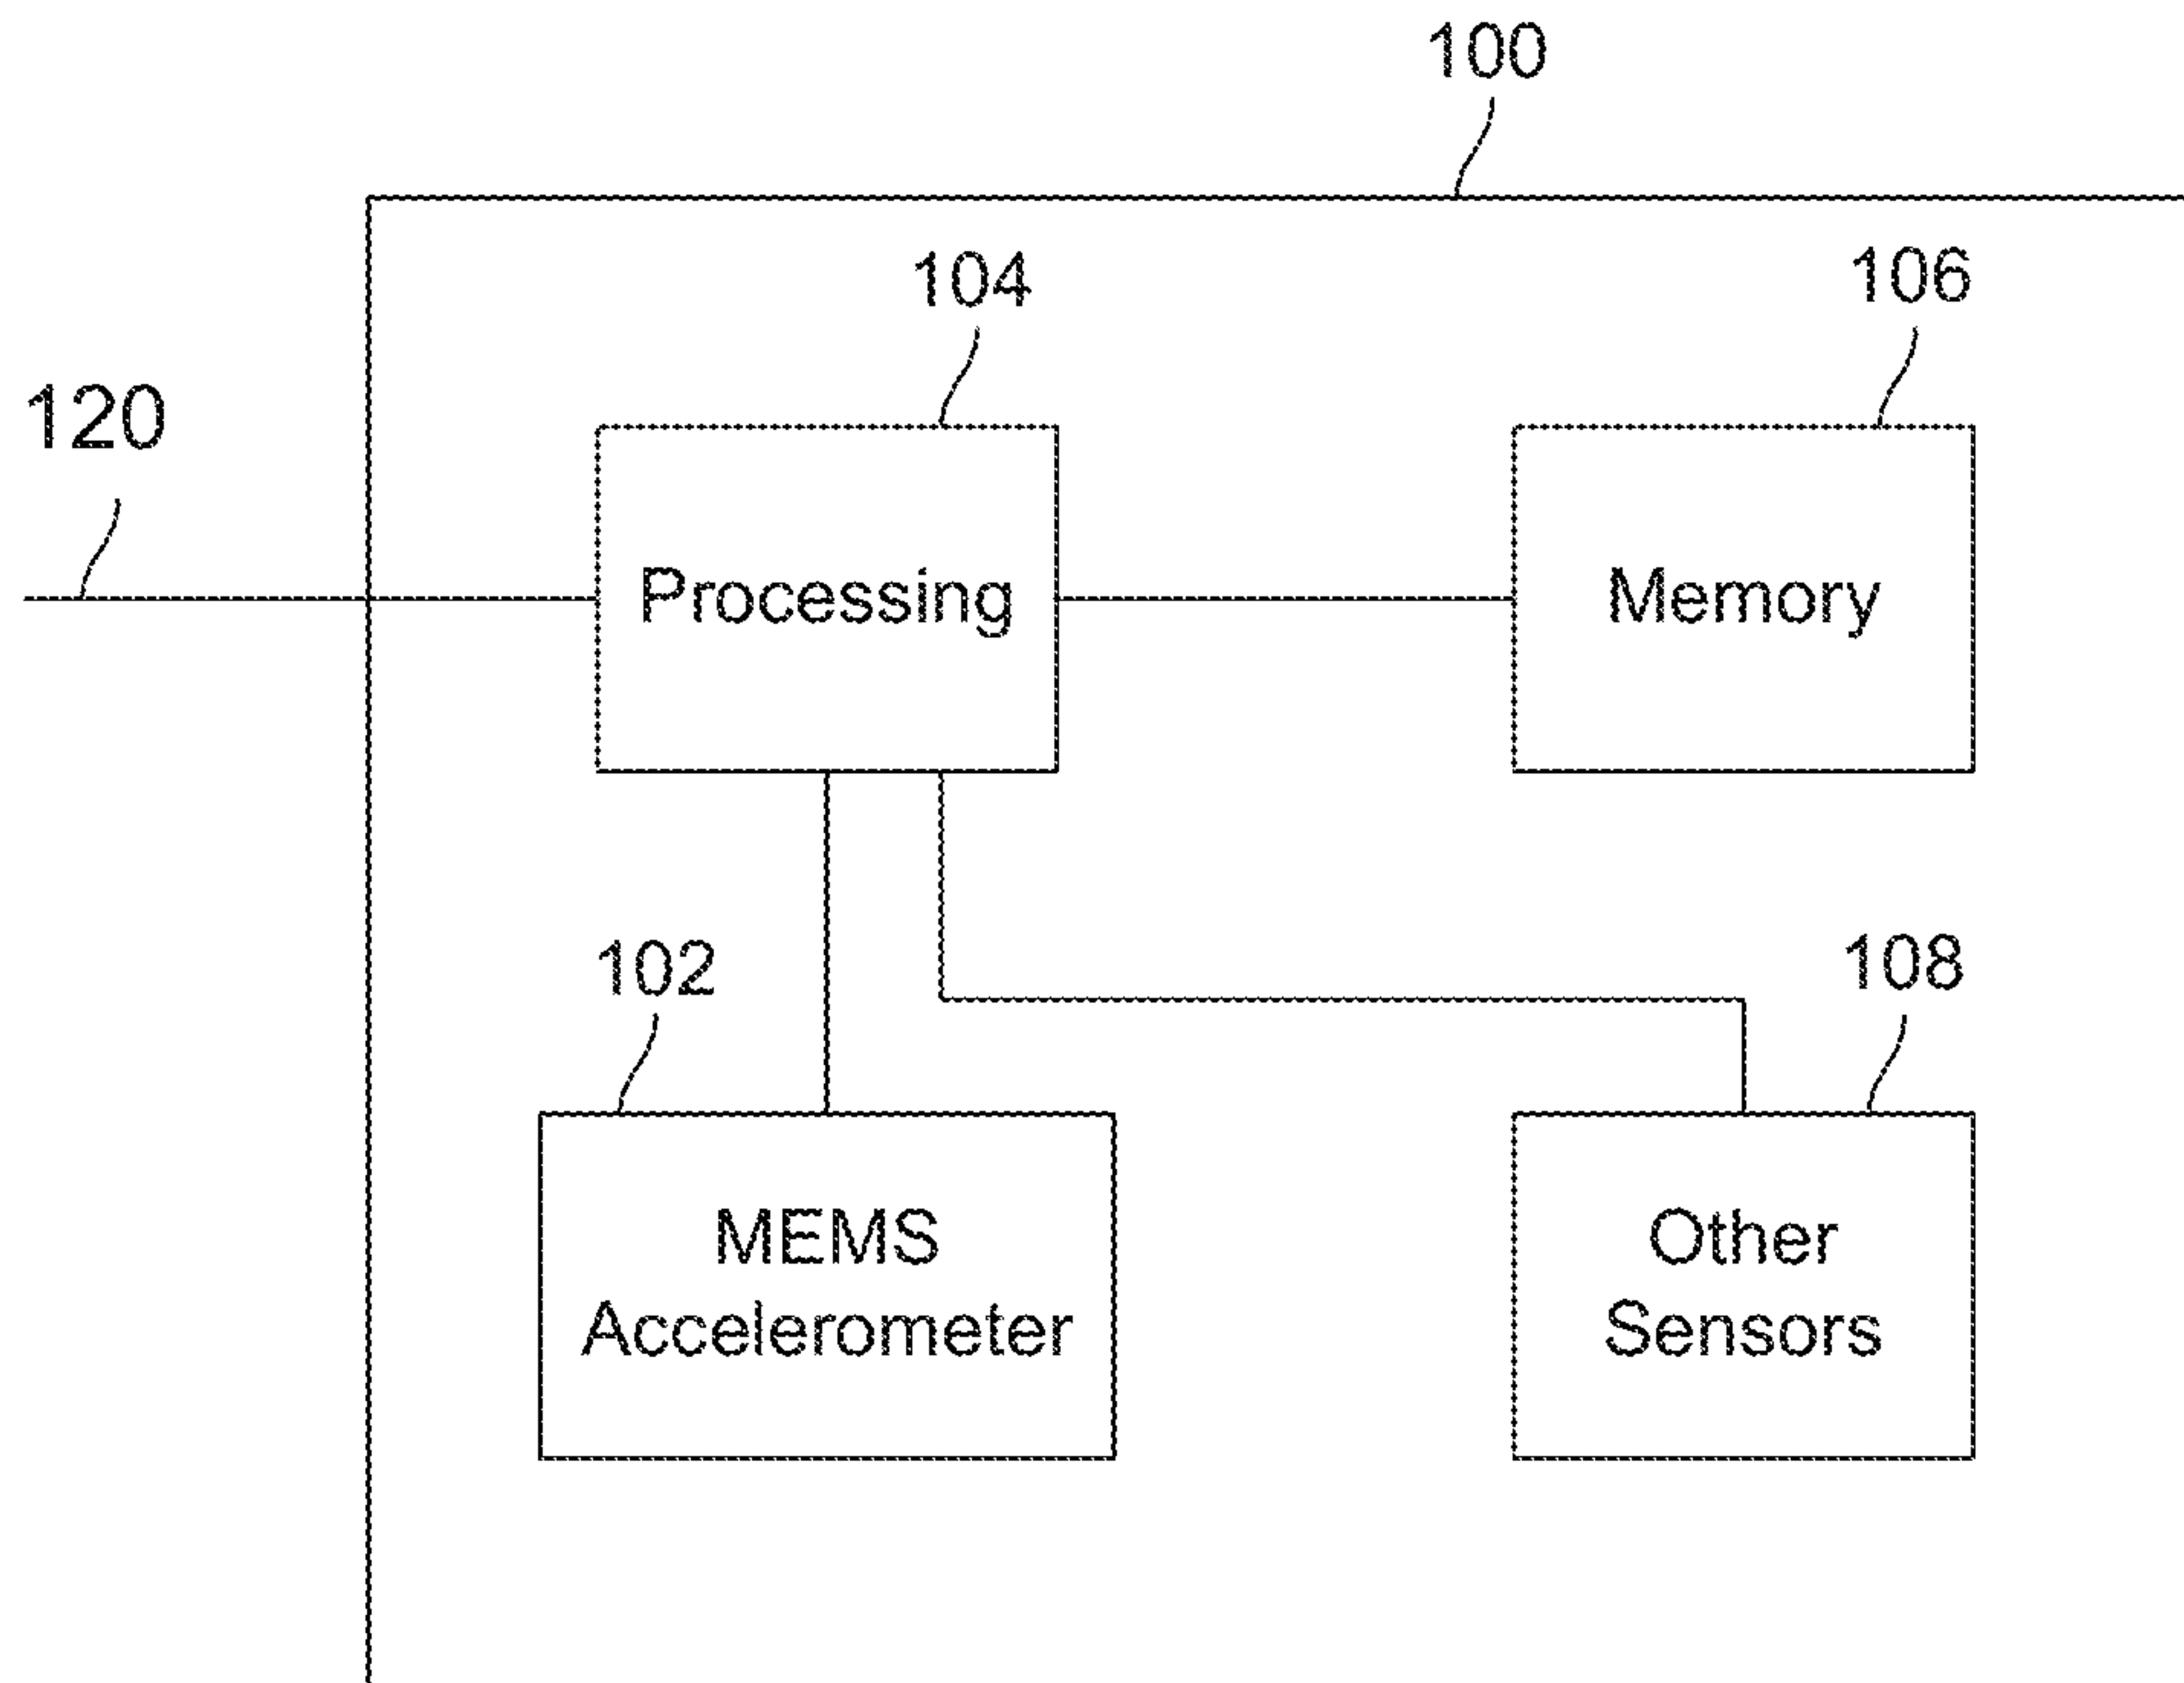 100
104
106
120
Processing
Memory
102
108
MEMS
Accelerometer
Other
Sensors